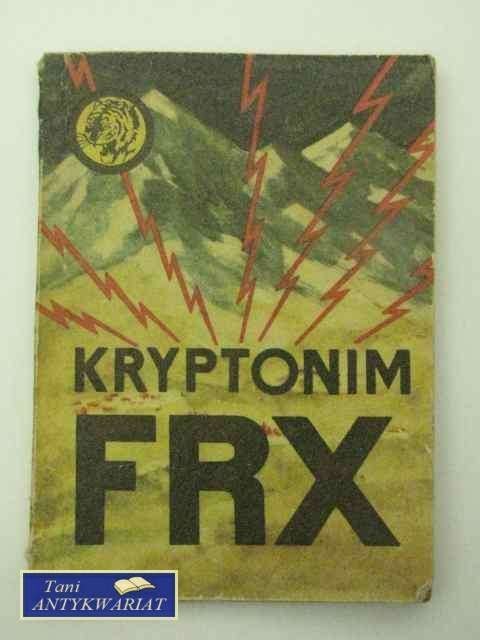 KRYPTONIM
FRX
Tani
ANTYKWARIAT